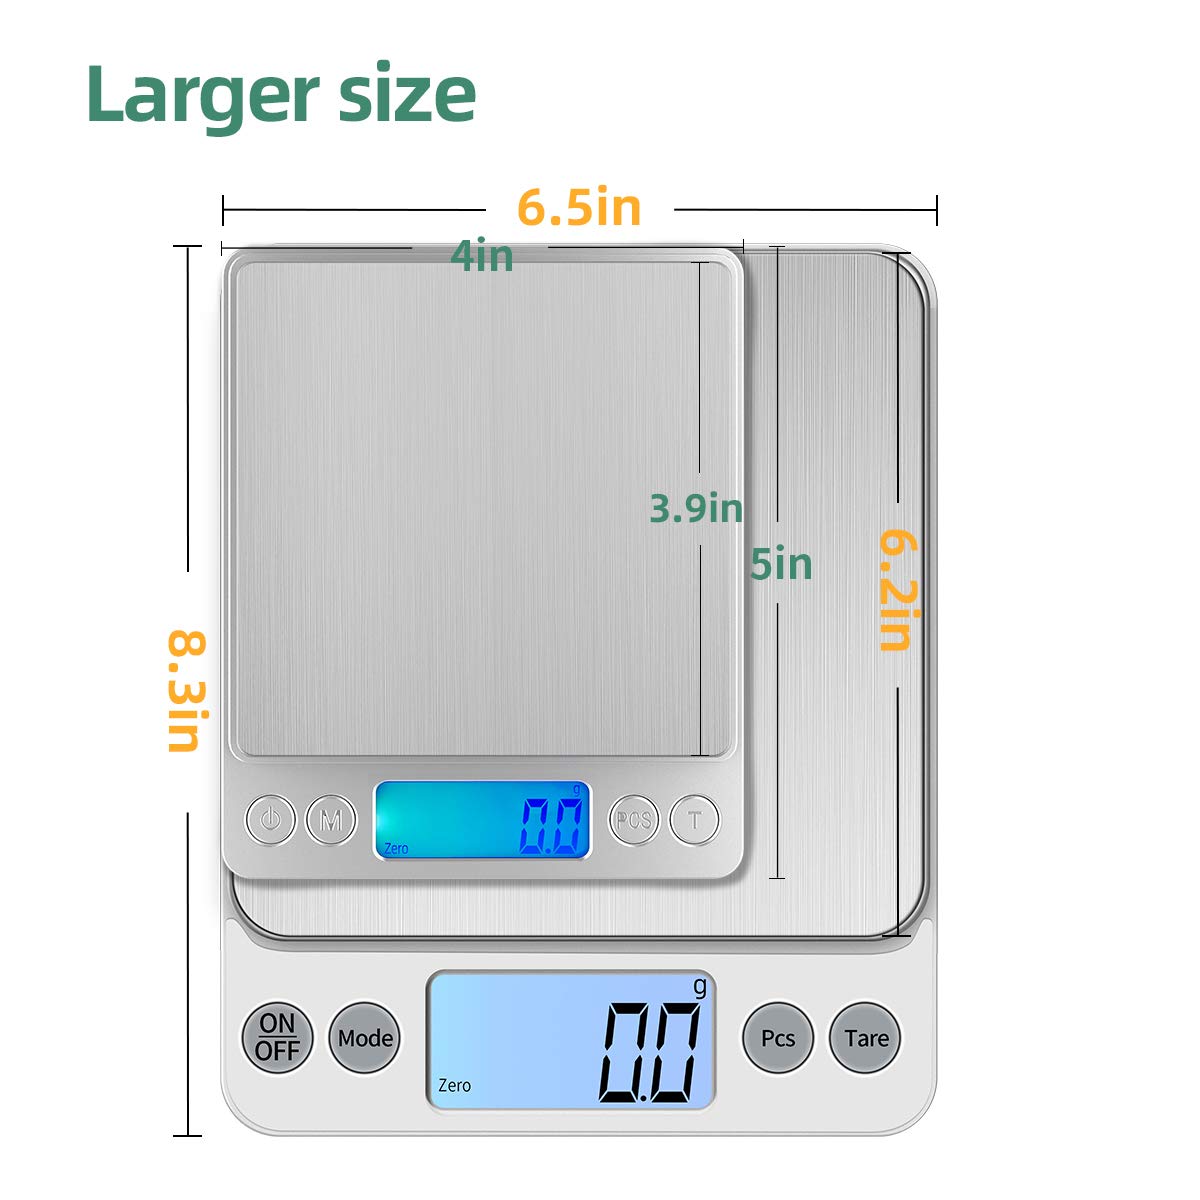 Larger size
6.5in
4in
3.9in
5in
6.2in
8.3in
M
g
0.0
Zero
PCS
T
ON
OFF
Mode
g
0.0
Zero
Pcs
Tare